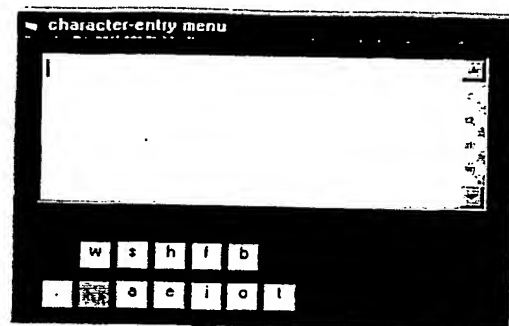 character-entry menu
w s h f b
. a e i o t